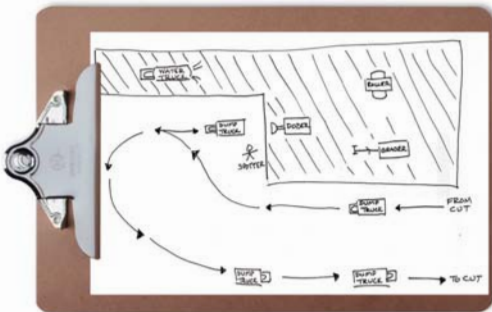 WATER
TRUCK
ROLLER
DUMP
TRUCK
DOZER
GRADER
SPOTTER
DUMP
TRUCK
FROM
CUT
DUMP
TRUCK
DUMP
TRUCK
TO CUT